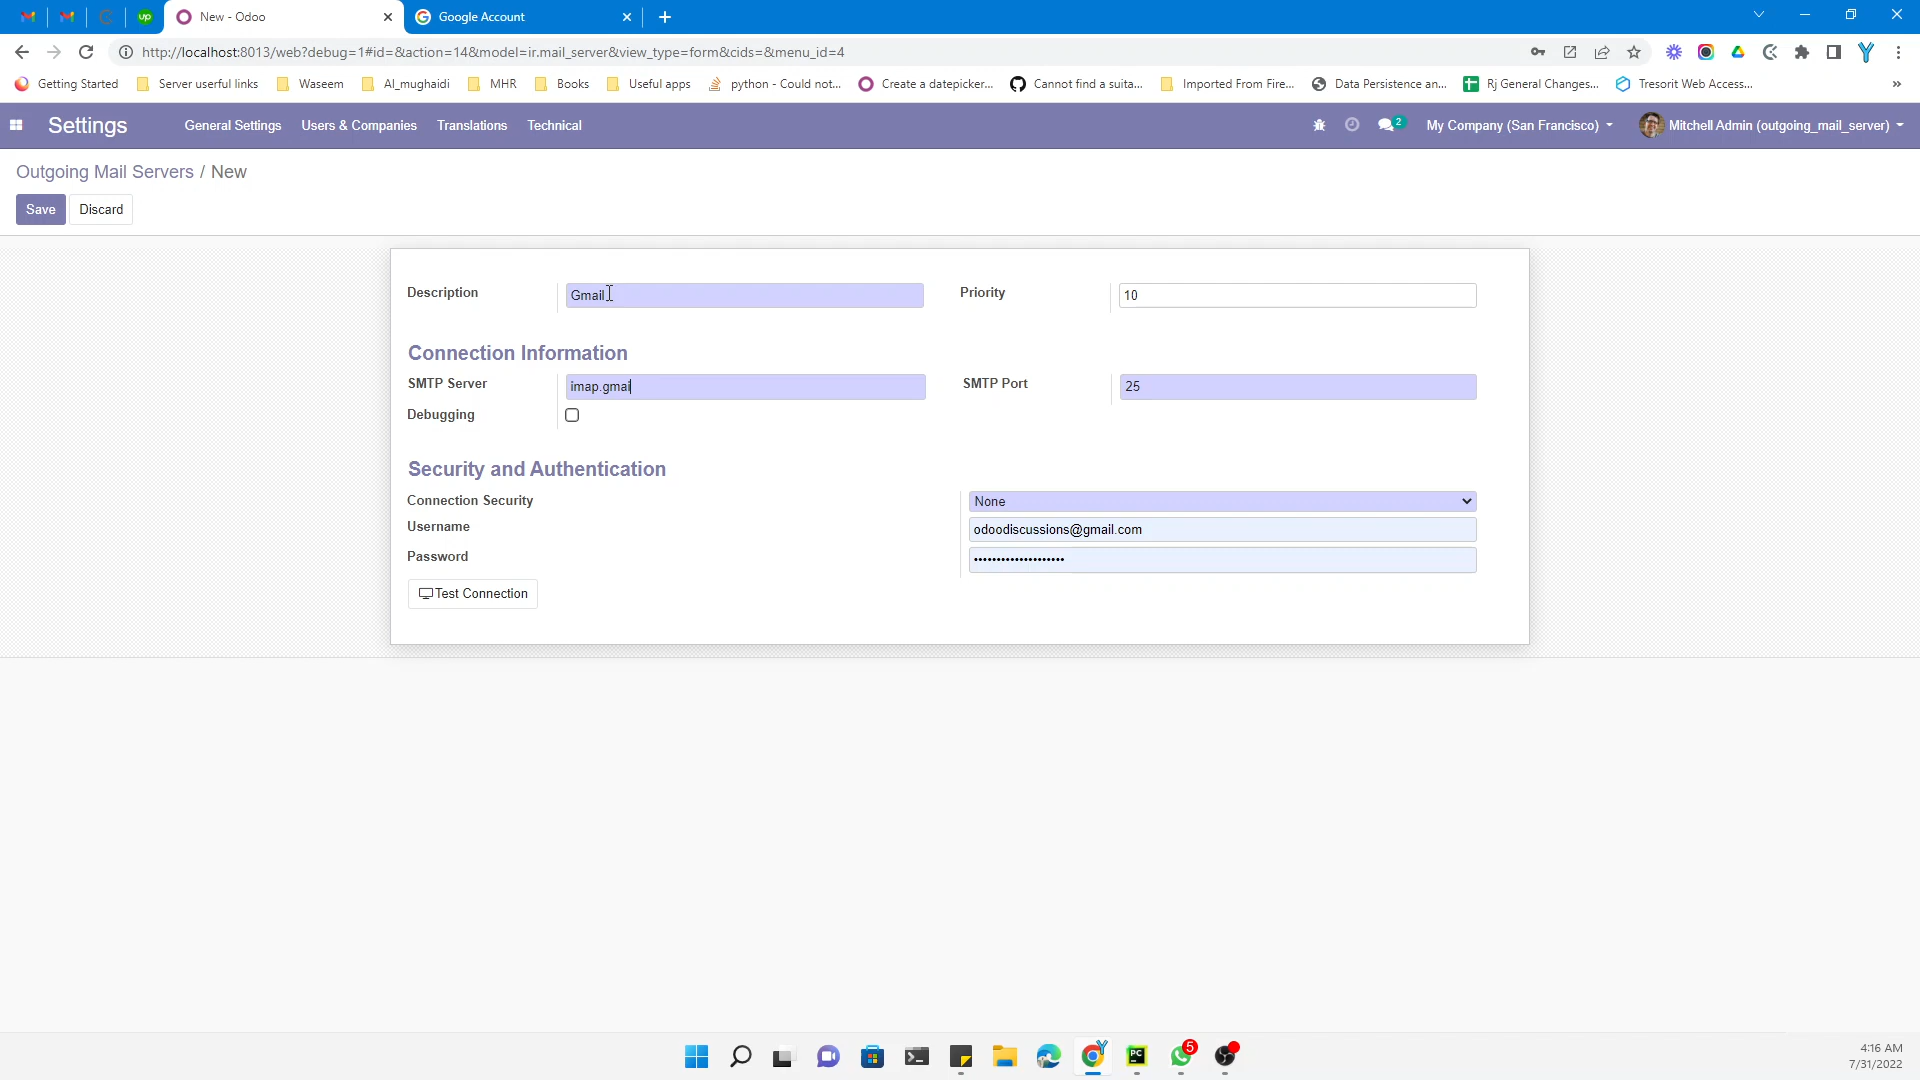 New - Odoo
Google Account
http://localhost:8013/web?debug=1#id=&action=14&model=ir.mail_server&view_type=form&cids=&menu_id=4
Getting Started
Server userful links
Waseem
Al_mughaidi
MHR
Books
Useful apps
python - Could not...
Create a datepicker...
Cannot find a suita...
Imported From Fire...
Data Persistence an...
Rj General Changes...
Tresorit Web Access...
»
Settings
General Settings
Users & Companies
Translations
Technical
2
My Company (San Francisco)
Mitchell Admin (outgoing_mail_server)
Outgoing Mail Servers / New
Save
Discard
Description
Gmail
Priority
10
Connection Information
SMTP Server
imap.gmai
SMTP Port
25
Debugging
Security and Authentication
Connection Security
None
Username
odoodiscussions@gmail.com
Password
••••••••••••••••••••
Test Connection
up
PC
5
4:16 AM
7/31/2022